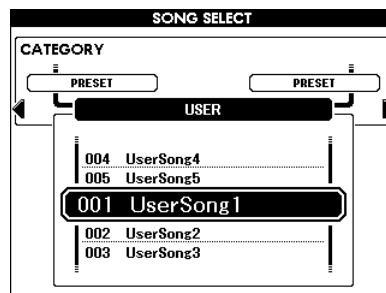 SONG SELECT
CATEGORY
PRESET PRESET
USER
004 UserSong4
005 UserSong5
001 UserSong1
002 UserSong2
003 UserSong3